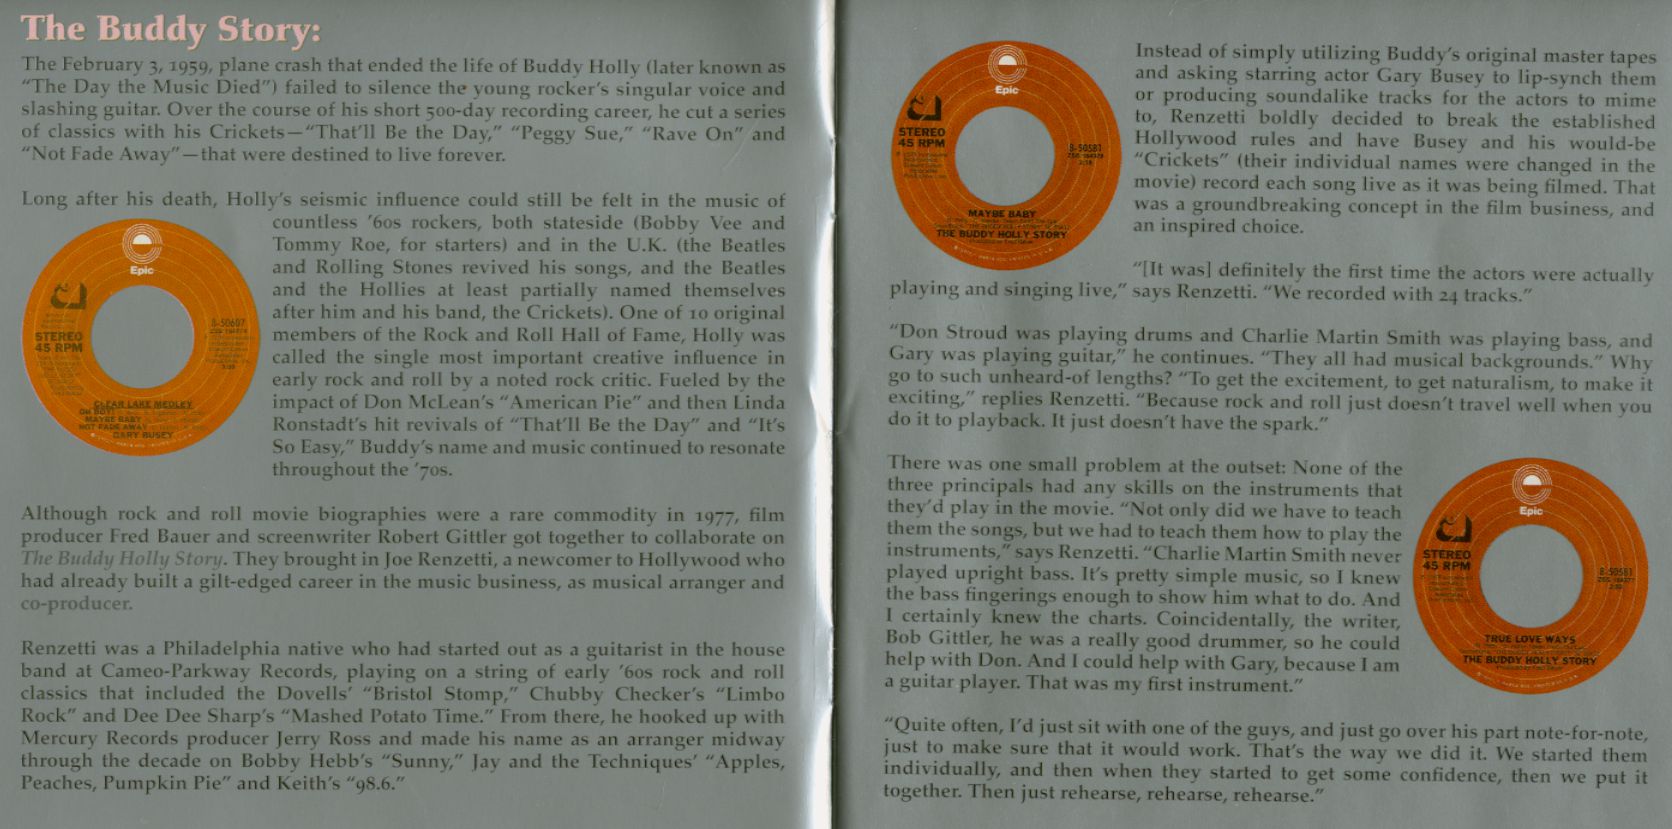 The Buddy Story:
The February 3, 1959, plane crash that ended the life of Buddy Holly (later known as
“The Day the Music Died”) failed to silence the young rocker’s singular voice and
slashing guitar. Over the course of his short 500-day recording career, he cut a series
of classics with his Crickets—“That’ll Be the Day,” “Peggy Sue,” “Rave On” and
“Not Fade Away”—that were destined to live forever.
Long after his death, Holly’s seismic influence could still be felt in the music of
countless ’60s rockers, both stateside (Bobby Vee and
Tommy Roe, for starters) and in the U.K. (the Beatles
and Rolling Stones revived his songs, and the Beatles
and the Hollies at least partially named themselves
after him and his band, the Crickets). One of 10 original
members of the Rock and Roll Hall of Fame, Holly was
called the single most important creative influence in
early rock and roll by a noted rock critic. Fueled by the
impact of Don McLean’s “American Pie” and then Linda
Ronstadt’s hit revivals of “That’ll Be the Day” and “It’s
So Easy,” Buddy’s name and music continued to resonate
throughout the ’70s.
Epic
8-50607
STEREO
45 RPM
CLEAR LAKE MEDLEY
OH BOY!
MAYBE BABY
NOT FADE AWAY
GARY BUSEY
Although rock and roll movie biographies were a rare commodity in 1977, film
producer Fred Bauer and screenwriter Robert Gittler got together to collaborate on
The Buddy Holly Story. They brought in Joe Renzetti, a newcomer to Hollywood who
had already built a gilt-edged career in the music business, as musical arranger and
co-producer.
Renzetti was a Philadelphia native who had started out as a guitarist in the house
band at Cameo-Parkway Records, playing on a string of early ’60s rock and roll
classics that included the Dovells’ “Bristol Stomp,” Chubby Checker’s “Limbo
Rock” and Dee Dee Sharp’s “Mashed Potato Time.” From there, he hooked up with
Mercury Records producer Jerry Ross and made his name as an arranger midway
through the decade on Bobby Hebb’s “Sunny,” Jay and the Techniques’ “Apples,
Peaches, Pumpkin Pie” and Keith’s “98.6.”
Epic
STEREO
45 RPM
8-50581
MAYBE BABY
THE BUDDY HOLLY STORY
Instead of simply utilizing Buddy’s original master tapes
and asking starring actor Gary Busey to lip-synch them
or producing soundalike tracks for the actors to mime
to, Renzetti boldly decided to break the established
Hollywood rules and have Busey and his would-be
“Crickets” (their individual names were changed in the
movie) record each song live as it was being filmed. That
was a groundbreaking concept in the film business, and
an inspired choice.
“[It was] definitely the first time the actors were actually
playing and singing live,” says Renzetti. “We recorded with 24 tracks.”
“Don Stroud was playing drums and Charlie Martin Smith was playing bass, and
Gary was playing guitar,” he continues. “They all had musical backgrounds.” Why
go to such unheard-of lengths? “To get the excitement, to get naturalism, to make it
exciting,” replies Renzetti. “Because rock and roll just doesn’t travel well when you
do it to playback. It just doesn’t have the spark.”
There was one small problem at the outset: None of the
three principals had any skills on the instruments that
they’d play in the movie. “Not only did we have to teach
them the songs, but we had to teach them how to play the
instruments,” says Renzetti. “Charlie Martin Smith never
played upright bass. It’s pretty simple music, so I knew
the bass fingerings enough to show him what to do. And
I certainly knew the charts. Coincidentally, the writer,
Bob Gittler, he was a really good drummer, so he could
help with Don. And I could help with Gary, because I am
a guitar player. That was my first instrument.”
Epic
STEREO
45 RPM
8-50581
TRUE LOVE WAYS
THE BUDDY HOLLY STORY
“Quite often, I’d just sit with one of the guys, and just go over his part note-for-note,
just to make sure that it would work. That’s the way we did it. We started them
individually, and then when they started to get some confidence, then we put it
together. Then just rehearse, rehearse, rehearse.”